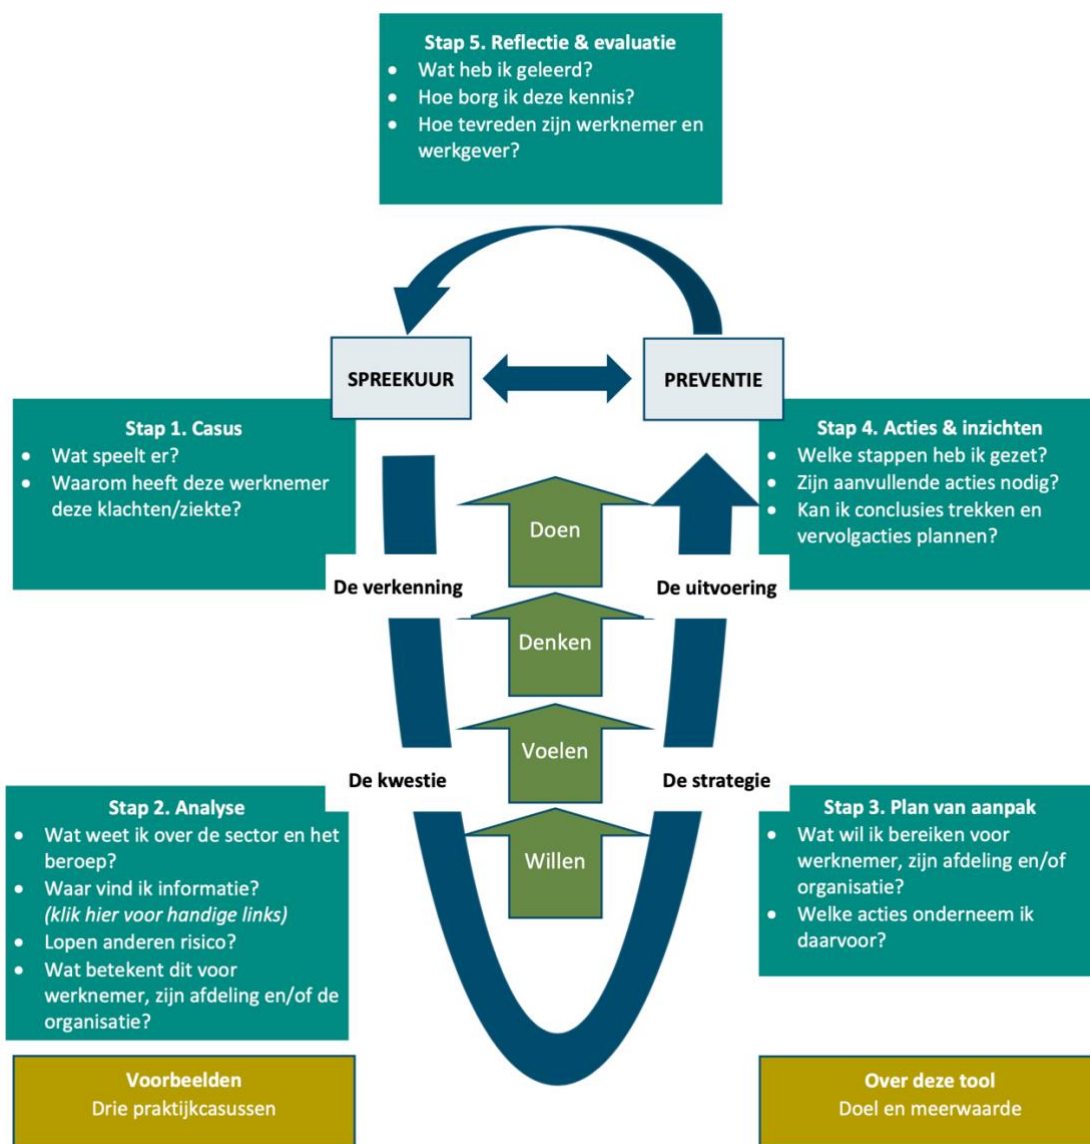 Stap 5. Reflectie & evaluatie
• Wat heb ik geleerd?
• Hoe borg ik deze kennis?
• Hoe tevreden zijn werknemer en
werkgever?
SPREEKUUR
PREVENTIE
Stap 1. Casus
• Wat speelt er?
• Waarom heeft deze werknemer
deze klachten/ziekte?
Stap 4. Acties & inzichten
• Welke stappen heb ik gezet?
• Zijn aanvullende acties nodig?
• Kan ik conclusies trekken en
vervolgacties plannen?
De verkenning
De uitvoering
Doen
Denken
Voelen
Willen
De kwestie
De strategie
Stap 2. Analyse
• Wat weet ik over de sector en het
beroep?
• Waar vind ik informatie?
(klik hier voor handige links)
• Lopen anderen risico?
• Wat betekent dit voor
werknemer, zijn afdeling en/of de
organisatie?
Stap 3. Plan van aanpak
• Wat wil ik bereiken voor
werknemer, zijn afdeling en/of
organisatie?
• Welke acties onderneem ik
daarvoor?
Voorbeelden
Drie praktijkcasussen
Over deze tool
Doel en meerwaarde